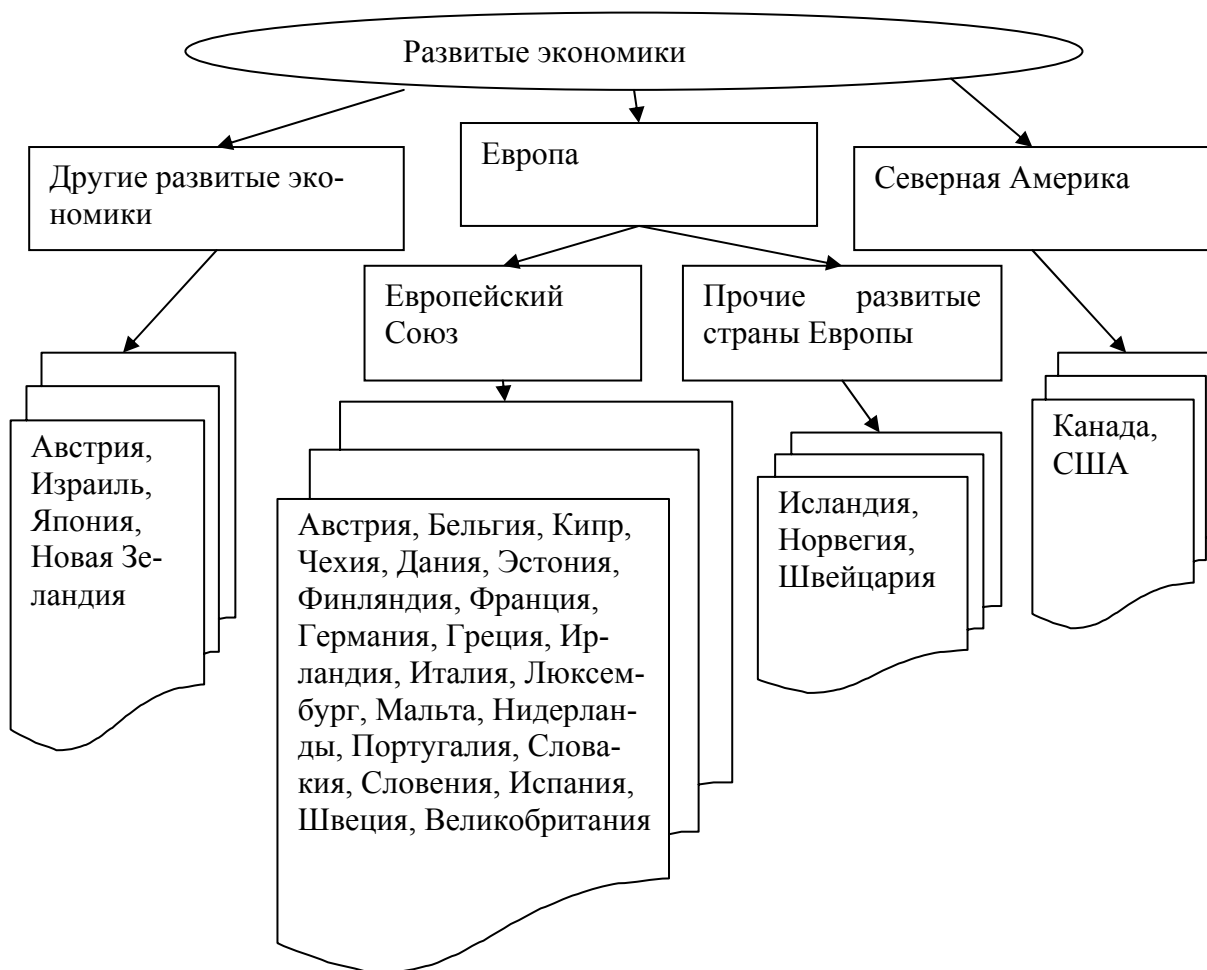 Развитые экономики
Другие развитые эко-
номики
Европа
Северная Америка
Европейский
Союз
Прочие развитые
страны Европы
Австрия,
Израиль,
Япония,
Новая Зе-
ландия
Австрия, Бельгия, Кипр,
Чехия, Дания, Эстония,
Финляндия, Франция,
Германия, Греция, Ир-
ландия, Италия, Люксем-
бург, Мальта, Нидерлан-
ды, Португалия, Слова-
кия, Словения, Испания,
Швеция, Великобритания
Исландия,
Норвегия,
Швейцария
Канада,
США